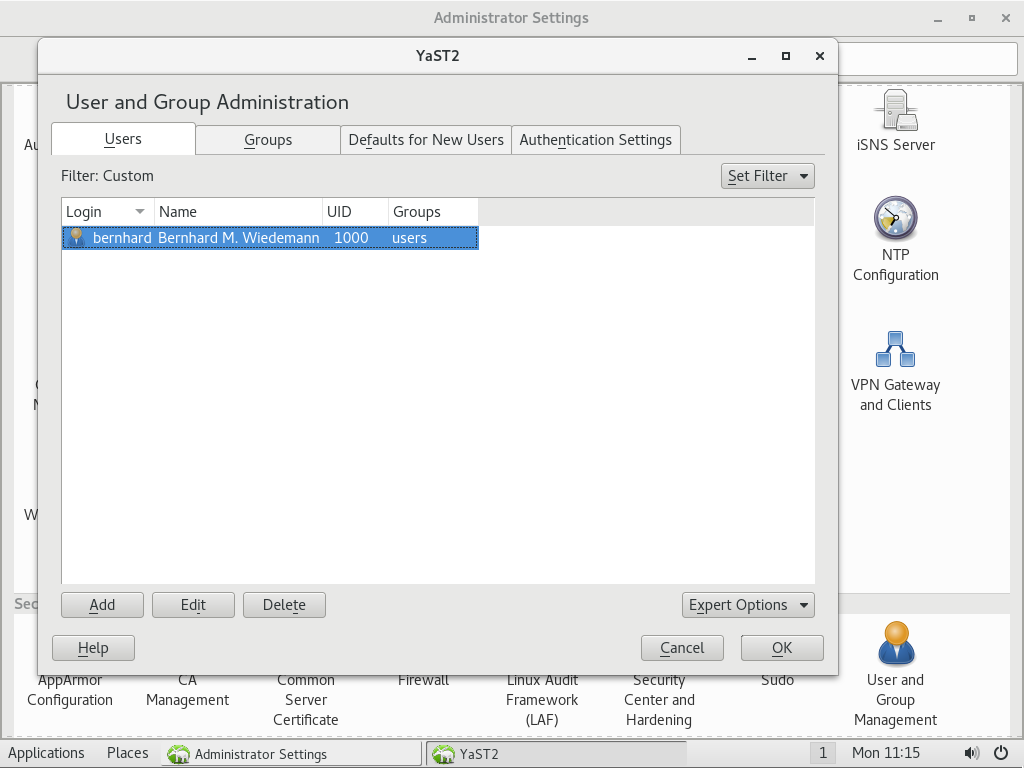 Administrator Settings
YaST2
User and Group Administration
Users
Groups
Defaults for New Users
Authentication Settings
Filter: Custom
Set Filter
Login
Name
UID
Groups
bernhard
Bernhard M. Wiedemann
1000
users
Add
Edit
Delete
Expert Options
Help
Cancel
OK
iSNS Server
NTP
Configuration
VPN Gateway
and Clients
AppArmor
Configuration
CA
Management
Common
Server
Certificate
Firewall
Linux Audit
Framework
(LAF)
Security
Center and
Hardening
Sudo
User and
Group
Management
Applications
Places
Administrator Settings
YaST2
1
Mon 11:15